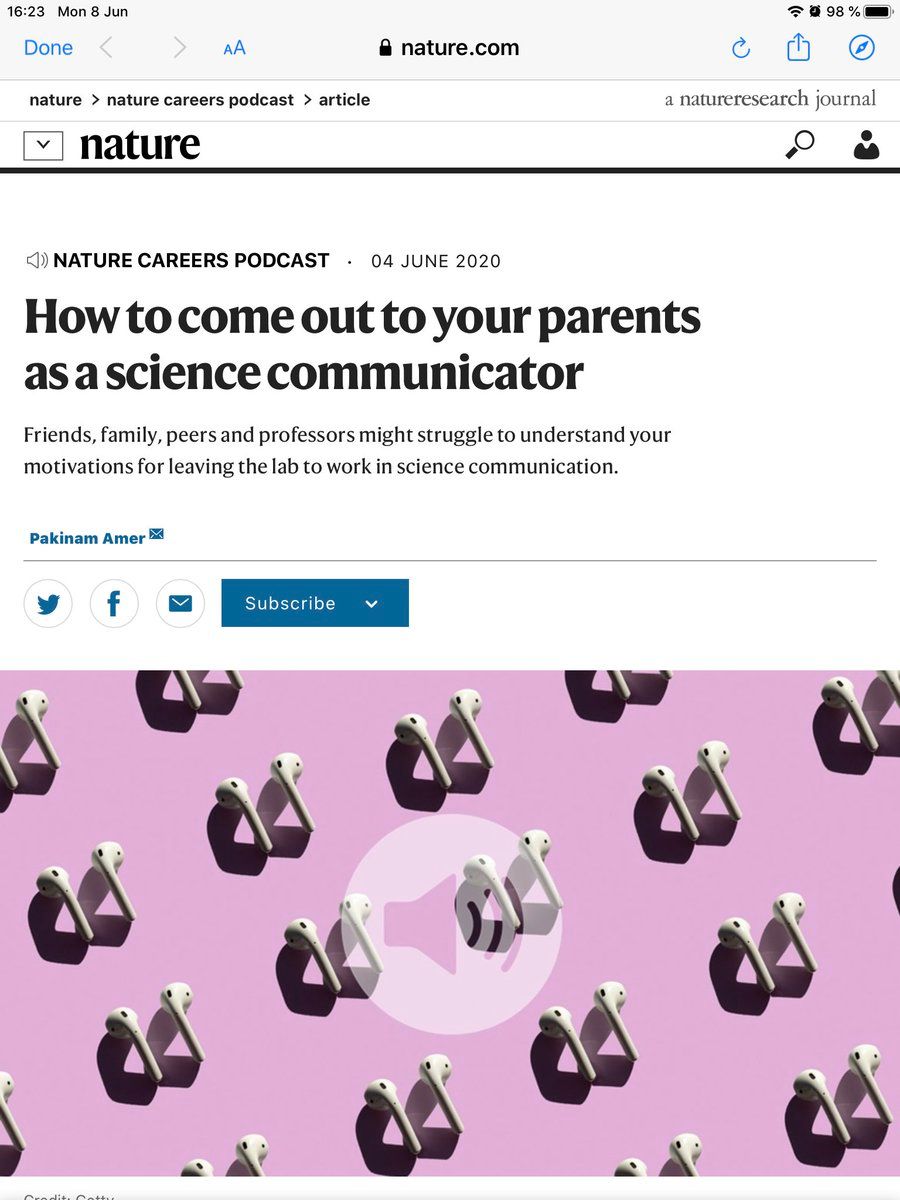 16:23 Mon 8 Jun 98 %
Done AA nature.com
nature > nature careers podcast > article a natureresearch journal
nature
NATURE CAREERS PODCAST · 04 JUNE 2020
How to come out to your parents
as a science communicator
Friends, family, peers and professors might struggle to understand your
motivations for leaving the lab to work in science communication.
Pakinam Amer
Subscribe
Credit: Getty